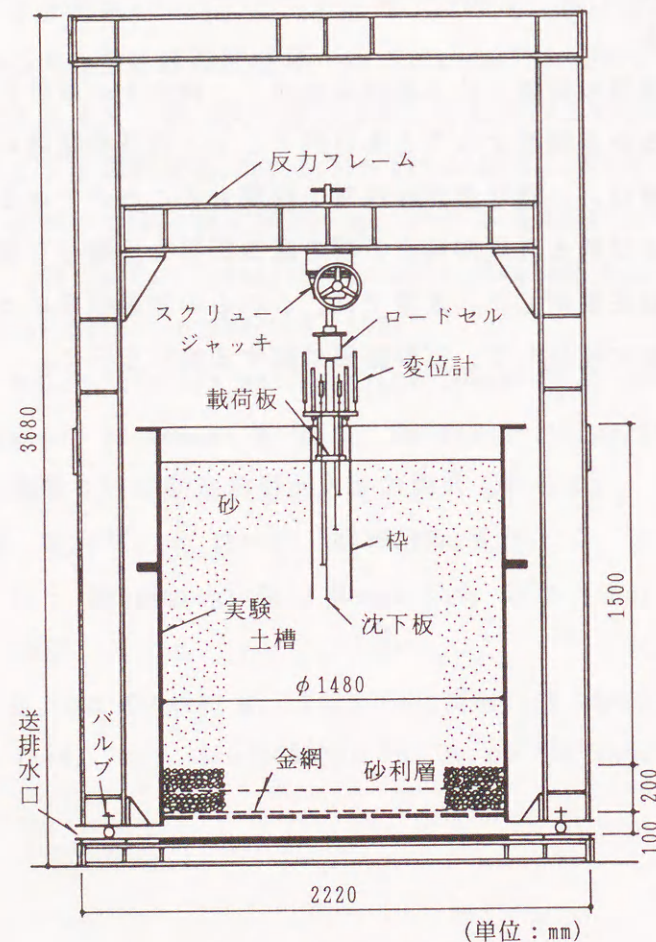 反力フレーム
スクリュー
ジャッキ
ロードセル
変位計
載荷板
3680
砂
枠
1500
実験
土槽
沈下板
φ1480
送排水口
バルブ
金網
砂利層
200
100
2220
(単位：mm)